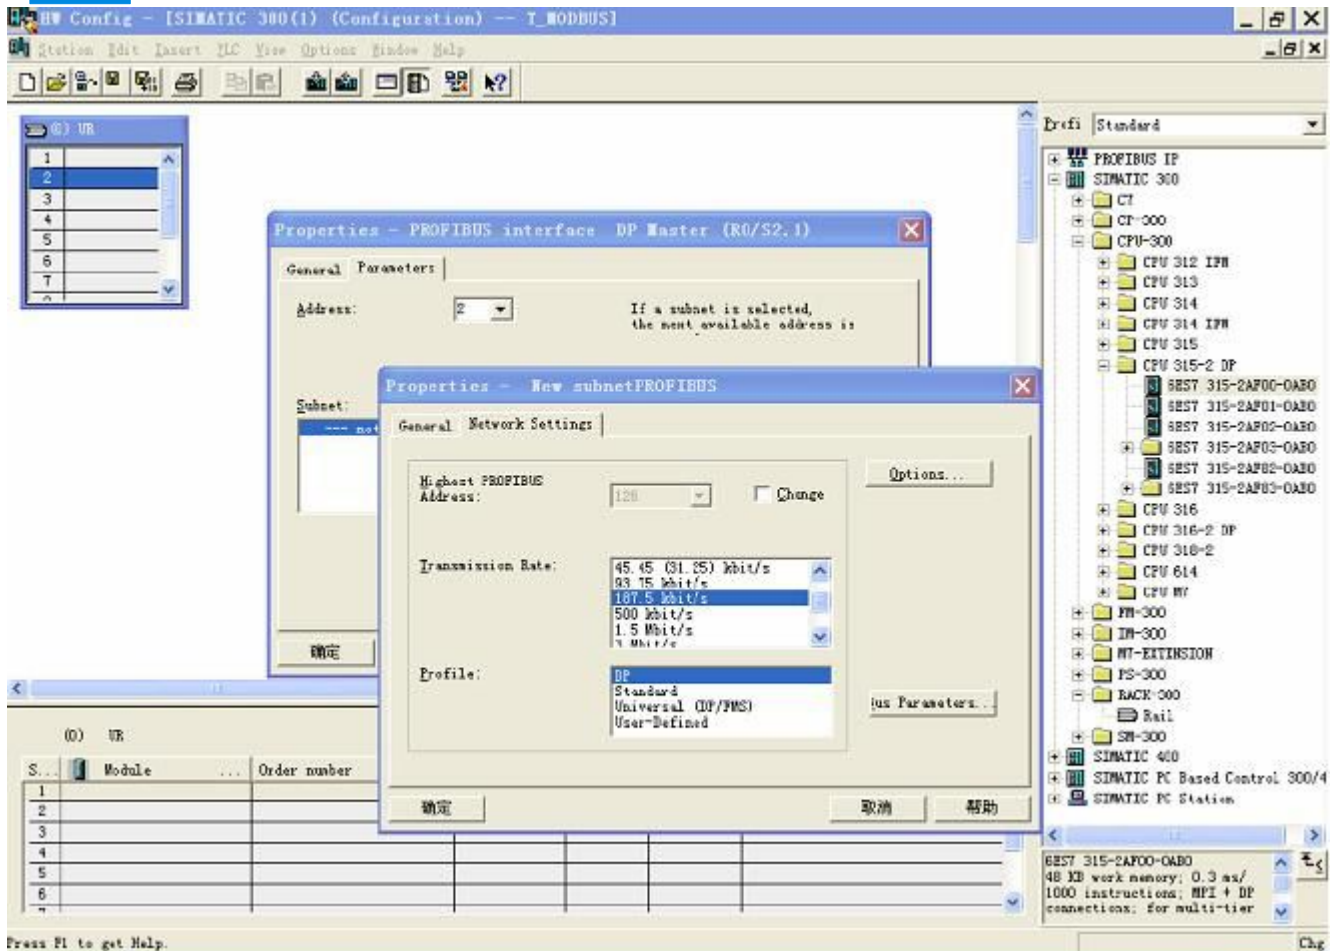 HW Config - [SIMATIC 300(1) (Configuration) -- T_MODBUS]
Station Edit Insert PLC View Options Window Help
(0) UR
1
2
3
4
5
6
7
Properties - PROFIBUS interface DP Master (R0/S2.1)
General Parameters
Address: 2
If a subnet is selected,
the next available address is
Subnet:
--- not
确定
Properties - New subnetPROFIBUS
General Network Settings
Highest PROFIBUS
Address: 126 Change
Options...
Transmission Rate:
45.45 (31.25) kbit/s
93.75 kbit/s
187.5 kbit/s
500 kbit/s
1.5 Mbit/s
3 Mbit/s
Profile:
DP
Standard
Universal (DP/FMS)
User-Defined
us Parameters...
确定 取消 帮助
(0) UR
S... Module ... Order number
1
2
3
4
5
6
Profi Standard
PROFIBUS IP
SIMATIC 300
C7
CP-300
CPU-300
CPU 312 IFM
CPU 313
CPU 314
CPU 314 IFM
CPU 315
CPU 315-2 DP
6ES7 315-2AF00-0AB0
6ES7 315-2AF01-0AB0
6ES7 315-2AF02-0AB0
6ES7 315-2AF03-0AB0
6ES7 315-2AF82-0AB0
6ES7 315-2AF83-0AB0
CPU 316
CPU 316-2 DP
CPU 318-2
CPU 614
CPU M7
FM-300
IM-300
M7-EXTENSION
PS-300
RACK-300
Rail
SM-300
SIMATIC 400
SIMATIC PC Based Control 300/4
SIMATIC PC Station
6ES7 315-2AF00-0AB0
48 KB work memory; 0.3 ms/
1000 instructions; MPI + DP
connections; for multi-tier
Press F1 to get Help.
Chg